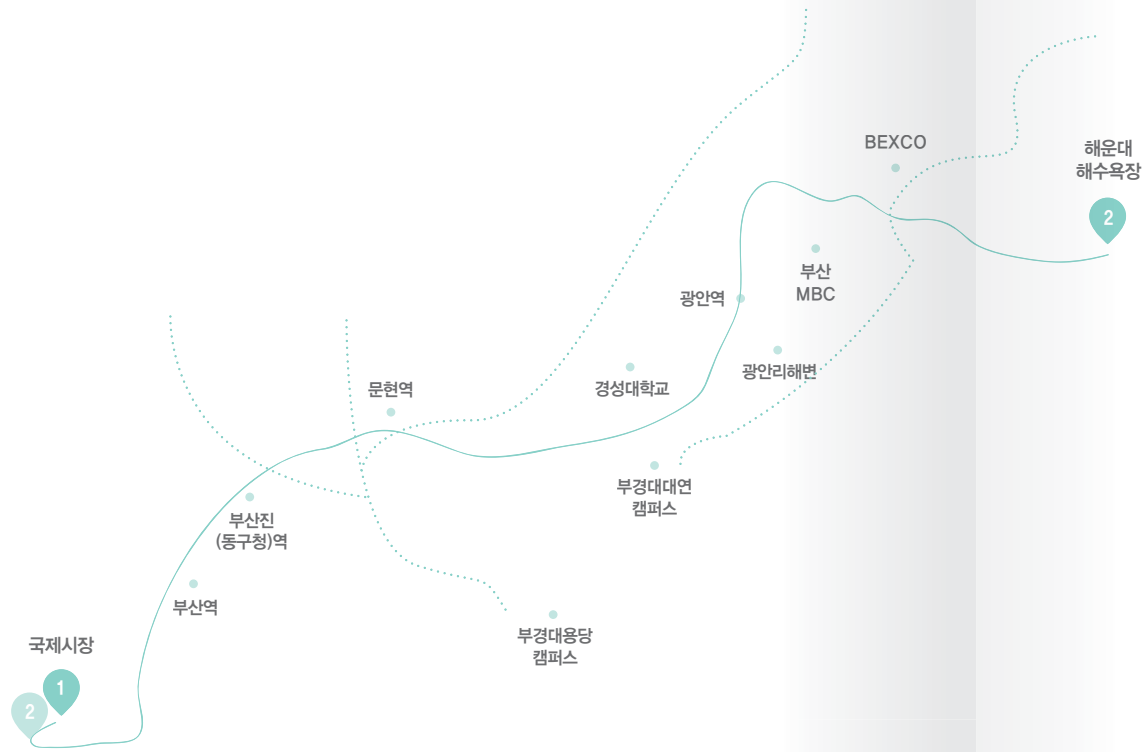 BEXCO
해운대
해수욕장
2
부산
MBC
광안역
광안리해변
경성대학교
문현역
부경대대연
캠퍼스
부산진
(동구청)역
부산역
부경대용당
캠퍼스
국제시장
1
2